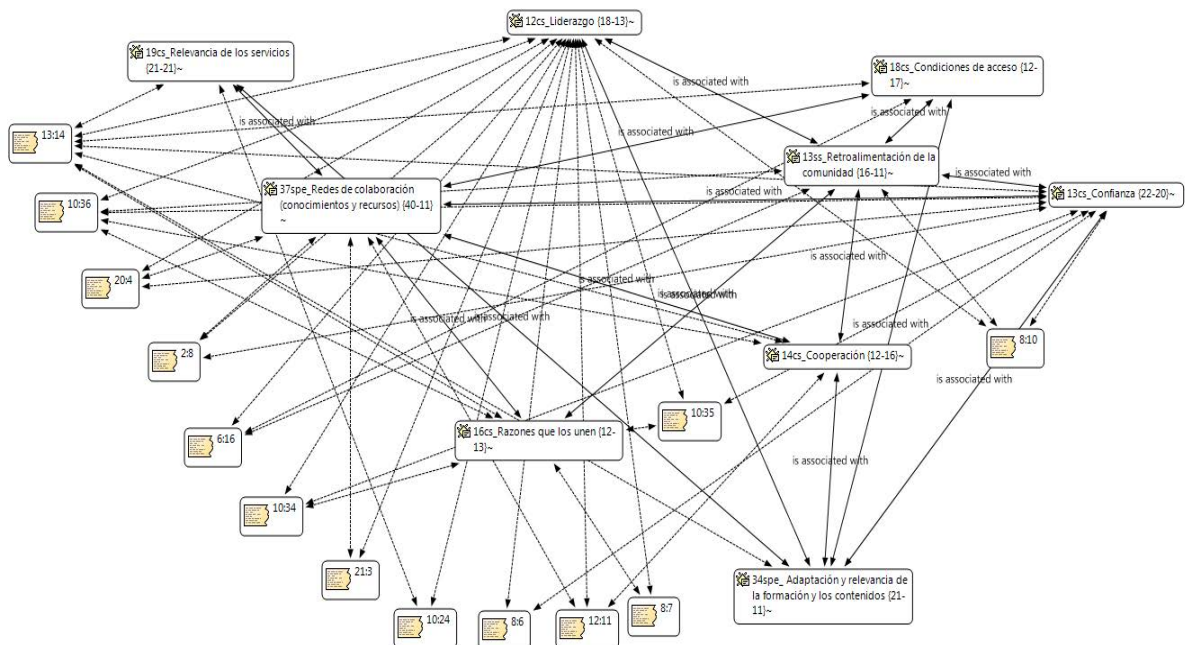 12cs_Liderazgo {18-13}~
19cs_Relevancia de los servicios
{21-21}~
18cs_Condiciones de acceso {12-
17}~
is associated with
is associated with
is associated with
is associated with
13:14
13ss_Retroalimentación de la
comunidad {16-11}~
is associated with
37spe_Redes de colaboración
(conocimientos y recursos) {40-11}
~
is associated with
13cs_Confianza {22-20}~
10:36
is associated with
20:4
is associated with
is associated with
is associated with
is associated with
is associated with
is associated with
2:8
14cs_Cooperación {12-16}~
8:10
is associated with
10:35
6:16
16cs_Razones que los unen {12-
13}~
is associated with
10:34
21:3
34spe_ Adaptación y relevancia de
la formación y los contenidos {21-
11}~
10:24
8:6
12:11
8:7